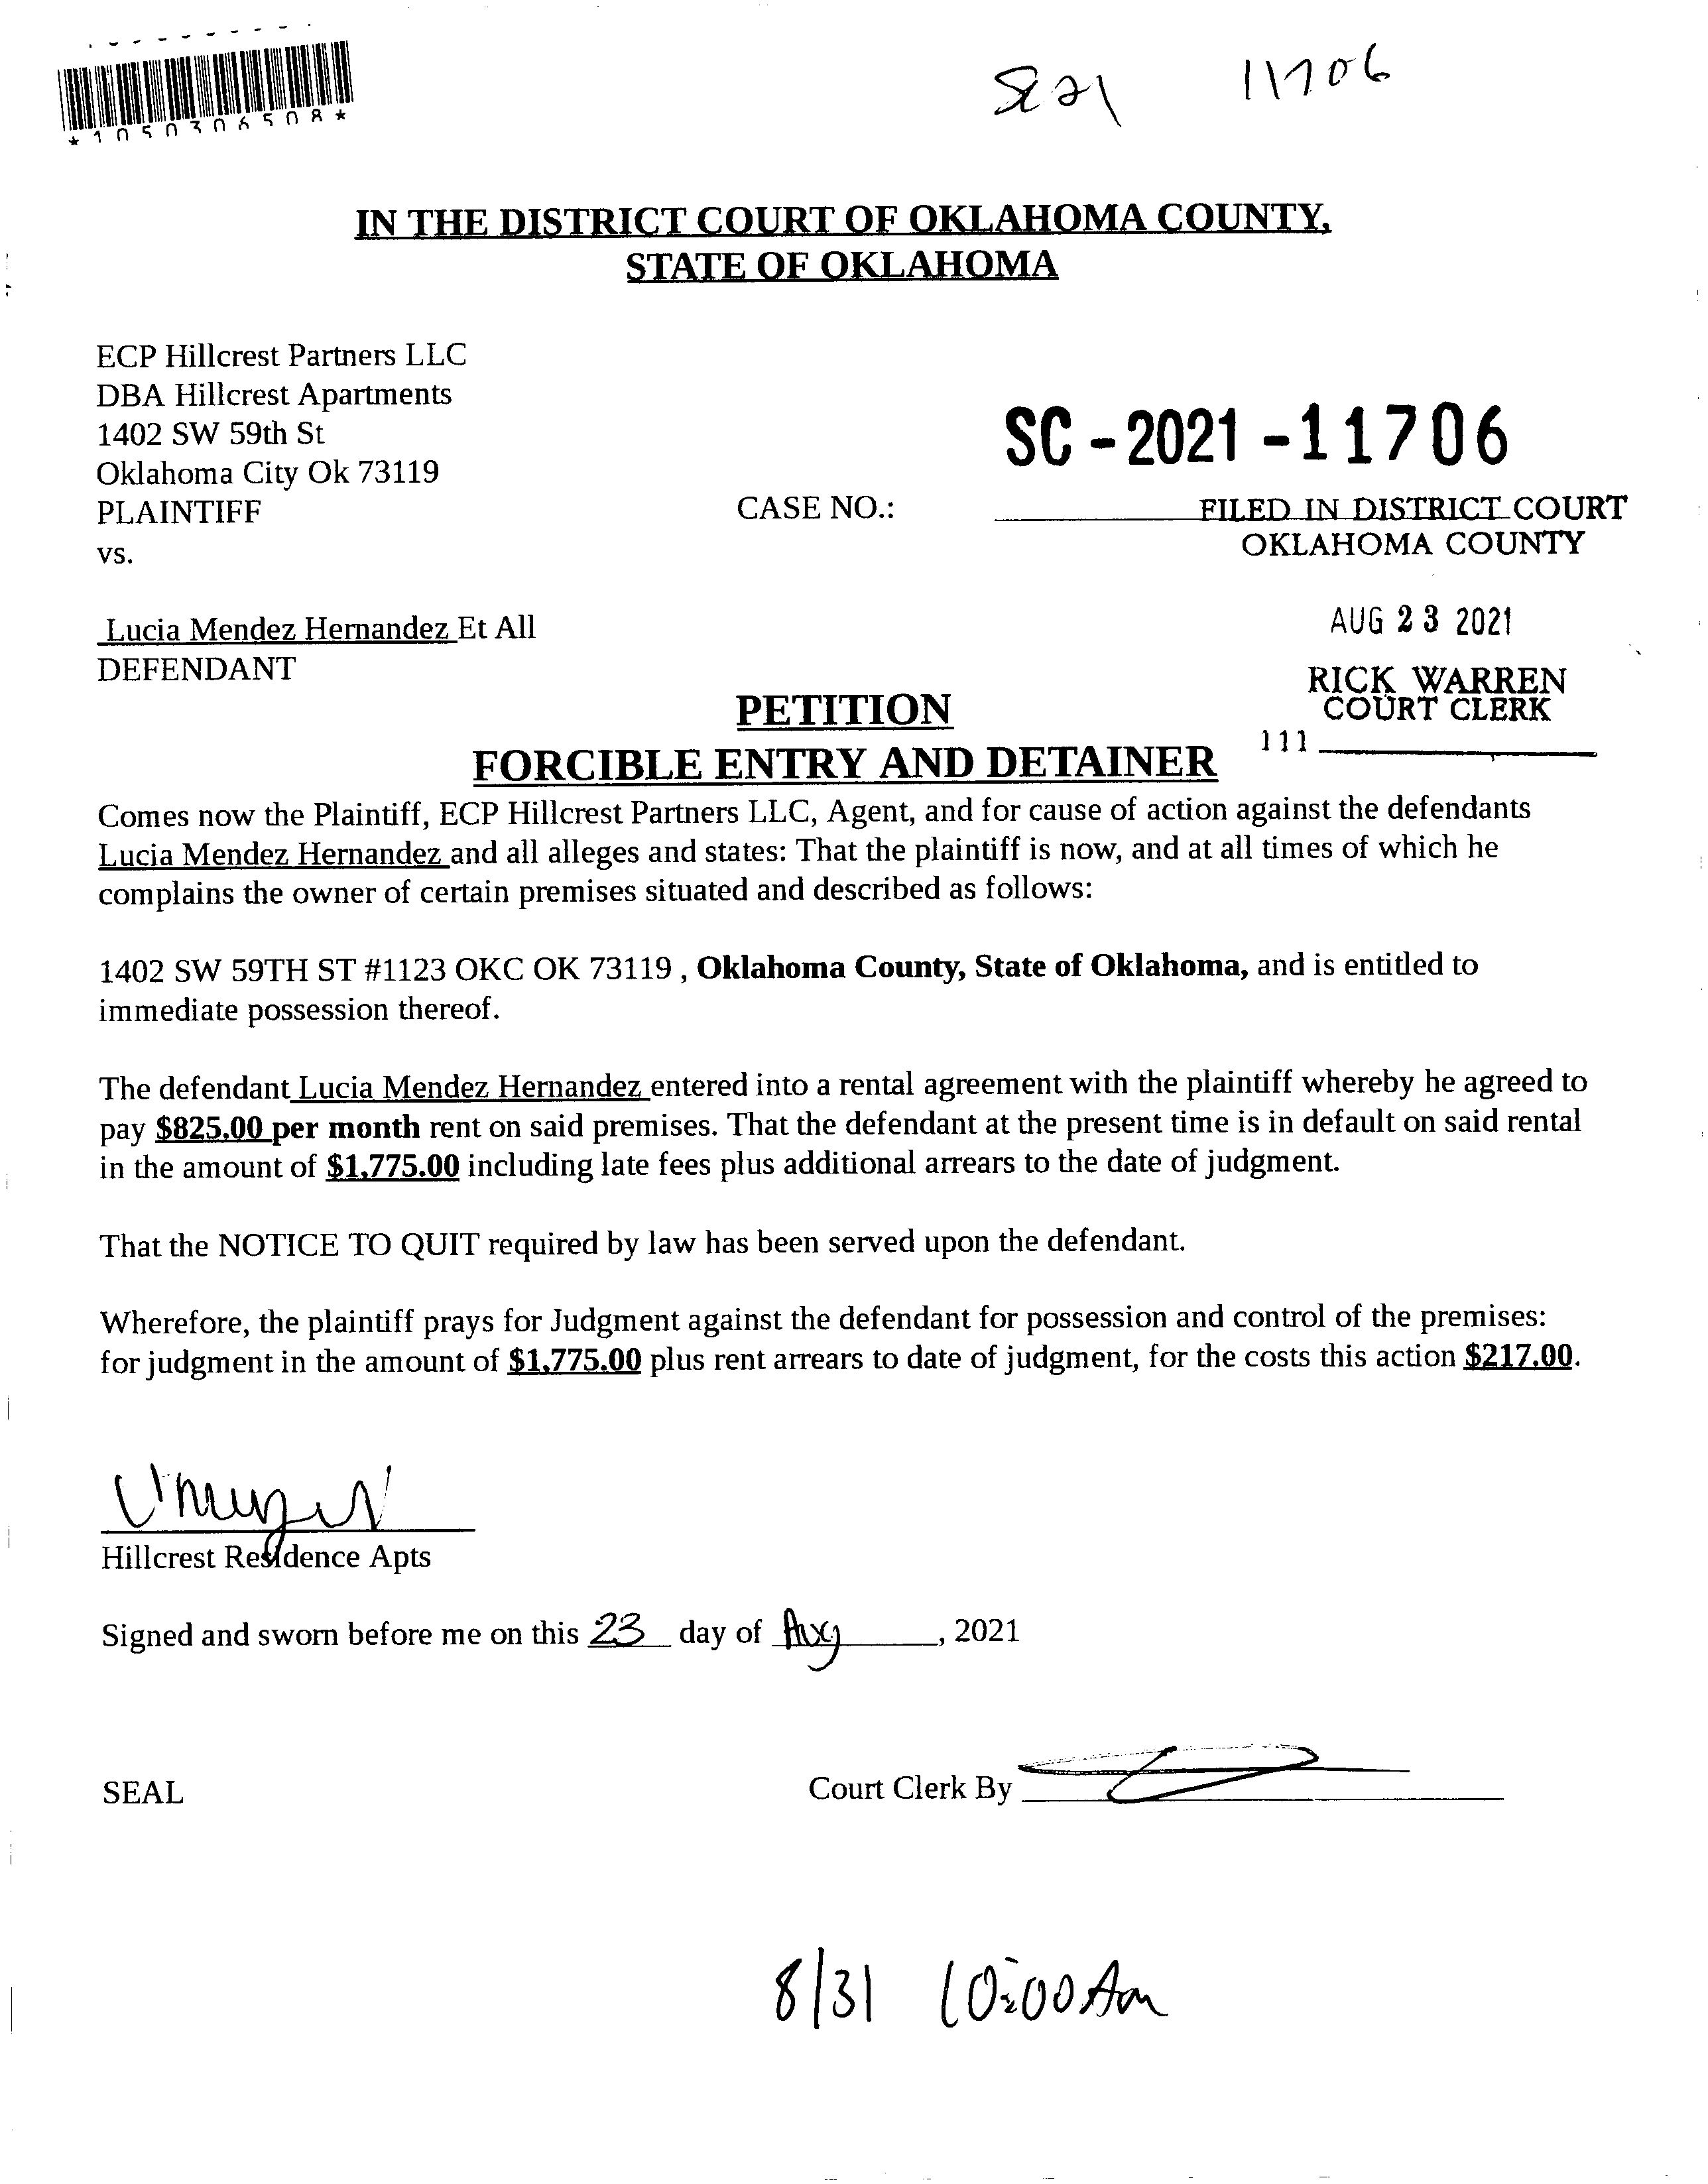 *1050306508*
SC 21 11706
IN THE DISTRICT COURT OF OKLAHOMA COUNTY,
STATE OF OKLAHOMA
ECP Hillcrest Partners LLC
DBA Hillcrest Apartments
1402 SW 59th St
Oklahoma City Ok 73119
PLAINTIFF
vs.
SC-2021-11706
CASE NO.:
FILED IN DISTRICT COURT
OKLAHOMA COUNTY
Lucia Mendez Hernandez Et All
DEFENDANT
AUG 23 2021
RICK WARREN
COURT CLERK
111
PETITION
FORCIBLE ENTRY AND DETAINER
Comes now the Plaintiff, ECP Hillcrest Partners LLC, Agent, and for cause of action against the defendants
Lucia Mendez Hernandez and all alleges and states: That the plaintiff is now, and at all times of which he
complains the owner of certain premises situated and described as follows:
1402 SW 59TH ST #1123 OKC OK 73119 , Oklahoma County, State of Oklahoma, and is entitled to
immediate possession thereof.
The defendant Lucia Mendez Hernandez entered into a rental agreement with the plaintiff whereby he agreed to
pay $825.00 per month rent on said premises. That the defendant at the present time is in default on said rental
in the amount of $1,775.00 including late fees plus additional arrears to the date of judgment.
That the NOTICE TO QUIT required by law has been served upon the defendant.
Wherefore, the plaintiff prays for Judgment against the defendant for possession and control of the premises:
for judgment in the amount of $1,775.00 plus rent arrears to date of judgment, for the costs this action $217.00.
Hillcrest Residence Apts
Signed and sworn before me on this 23 day of Aug, 2021
SEAL
Court Clerk By
8/31 10:00 Am